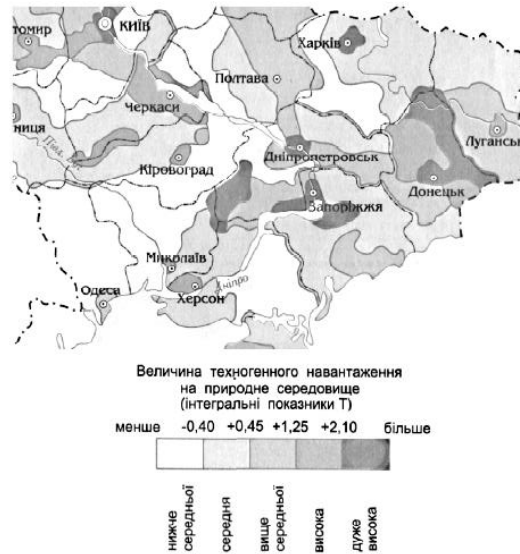 КИЇВ
томир
Харків
Полтава
Черкаси
ниця
Луганськ
Дніпропетровськ
Кіровоград
Донецьк
Запоріжжя
Миколаїв
Одеса
Херсон
Дніпро
Величина техногенного навантаження
на природне середовище
(інтегральні показники Т)
менше -0,40 +0,45 +1,25 +2,10 більше
нижче середньої
середня
вище середньої
висока
дуже висока